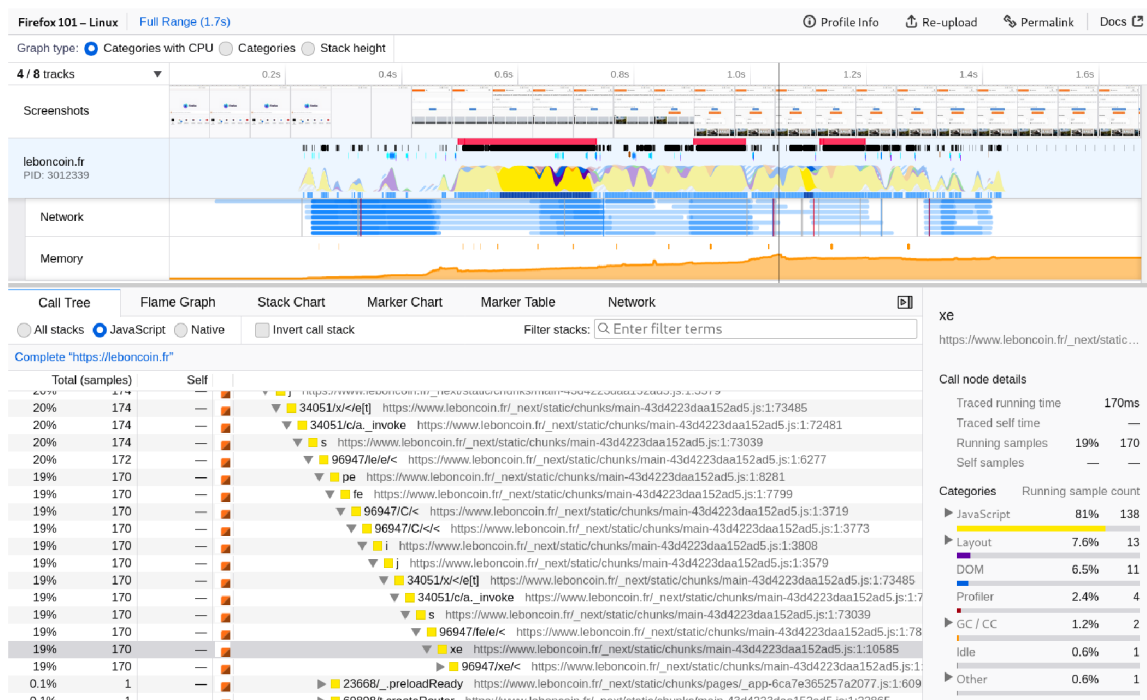 Firefox 101 – Linux Full Range (1.7s) Profile Info Re-upload Permalink Docs
Graph type: Categories with CPU Categories Stack height
4 / 8 tracks 0.2s 0.4s 0.6s 0.8s 1.0s 1.2s 1.4s 1.6s
Screenshots
leboncoin.fr
PID: 3012339
Network
Memory
Call Tree Flame Graph Stack Chart Marker Chart Marker Table Network
All stacks JavaScript Native Invert call stack Filter stacks: Enter filter terms
Complete “https://leboncoin.fr”
Total (samples) Self
20% 174 — j https://www.leboncoin.fr/_next/static/chunks/main-43d4223daa152ad5.js:1:3579
20% 174 — 34051/x/</e[t] https://www.leboncoin.fr/_next/static/chunks/main-43d4223daa152ad5.js:1:73485
20% 174 — 34051/c/a._invoke https://www.leboncoin.fr/_next/static/chunks/main-43d4223daa152ad5.js:1:72481
20% 174 — s https://www.leboncoin.fr/_next/static/chunks/main-43d4223daa152ad5.js:1:73039
20% 172 — 96947/le/e/< https://www.leboncoin.fr/_next/static/chunks/main-43d4223daa152ad5.js:1:6277
19% 170 — pe https://www.leboncoin.fr/_next/static/chunks/main-43d4223daa152ad5.js:1:8281
19% 170 — fe https://www.leboncoin.fr/_next/static/chunks/main-43d4223daa152ad5.js:1:7799
19% 170 — 96947/C/< https://www.leboncoin.fr/_next/static/chunks/main-43d4223daa152ad5.js:1:3719
19% 170 — 96947/C/</< https://www.leboncoin.fr/_next/static/chunks/main-43d4223daa152ad5.js:1:3773
19% 170 — i https://www.leboncoin.fr/_next/static/chunks/main-43d4223daa152ad5.js:1:3808
19% 170 — j https://www.leboncoin.fr/_next/static/chunks/main-43d4223daa152ad5.js:1:3579
19% 170 — 34051/x/</e[t] https://www.leboncoin.fr/_next/static/chunks/main-43d4223daa152ad5.js:1:73485
19% 170 — 34051/c/a._invoke https://www.leboncoin.fr/_next/static/chunks/main-43d4223daa152ad5.js:1:7
19% 170 — s https://www.leboncoin.fr/_next/static/chunks/main-43d4223daa152ad5.js:1:73039
19% 170 — 96947/fe/e/< https://www.leboncoin.fr/_next/static/chunks/main-43d4223daa152ad5.js:1:78
19% 170 — xe https://www.leboncoin.fr/_next/static/chunks/main-43d4223daa152ad5.js:1:10585
19% 170 — 96947/xe/< https://www.leboncoin.fr/_next/static/chunks/main-43d4223daa152ad5.js:1:
0.1% 1 — 23668/_.preloadReady https://www.leboncoin.fr/_next/static/chunks/pages/_app-6ca7e365257a2077.js:1:609
0.1% 1
xe
https://www.leboncoin.fr/_next/static…
Call node details
Traced running time 170ms
Traced self time —
Running samples 19% 170
Self samples — —
Categories Running sample count
JavaScript 81% 138
Layout 7.6% 13
DOM 6.5% 11
Profiler 2.4% 4
GC / CC 1.2% 2
Idle 0.6% 1
Other 0.6% 1